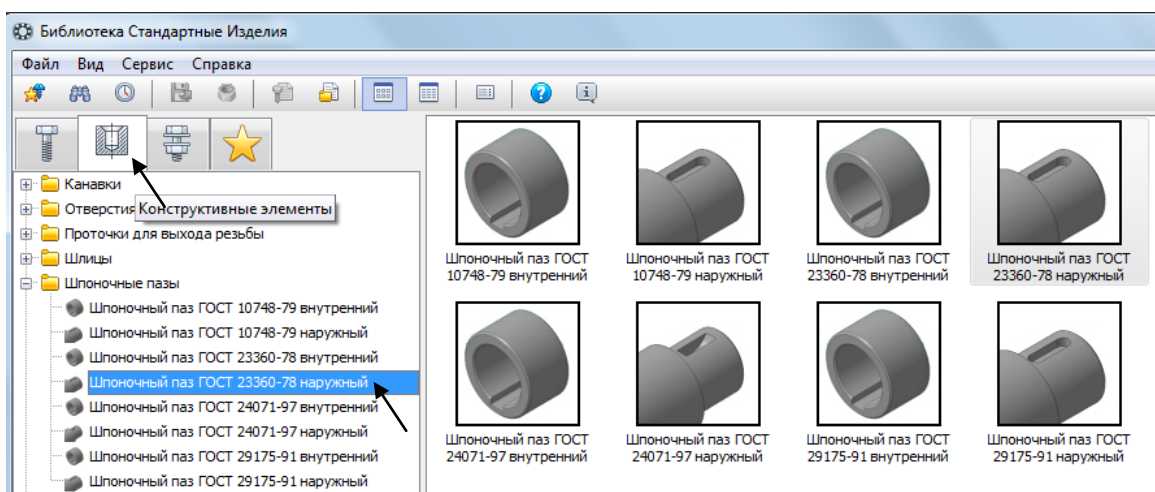 Библиотека Стандартные Изделия
Файл Вид Сервис Справка
Канавки
Отверстия
Конструктивные элементы
Проточки для выхода резьбы
Шлицы
Шпоночные пазы
Шпоночный паз ГОСТ 10748-79 внутренний
Шпоночный паз ГОСТ 10748-79 наружный
Шпоночный паз ГОСТ 23360-78 внутренний
Шпоночный паз ГОСТ 23360-78 наружный
Шпоночный паз ГОСТ 24071-97 внутренний
Шпоночный паз ГОСТ 24071-97 наружный
Шпоночный паз ГОСТ 29175-91 внутренний
Шпоночный паз ГОСТ 29175-91 наружный
Шпоночный паз ГОСТ
10748-79 внутренний
Шпоночный паз ГОСТ
10748-79 наружный
Шпоночный паз ГОСТ
23360-78 внутренний
Шпоночный паз ГОСТ
23360-78 наружный
Шпоночный паз ГОСТ
24071-97 внутренний
Шпоночный паз ГОСТ
24071-97 наружный
Шпоночный паз ГОСТ
29175-91 внутренний
Шпоночный паз ГОСТ
29175-91 наружный